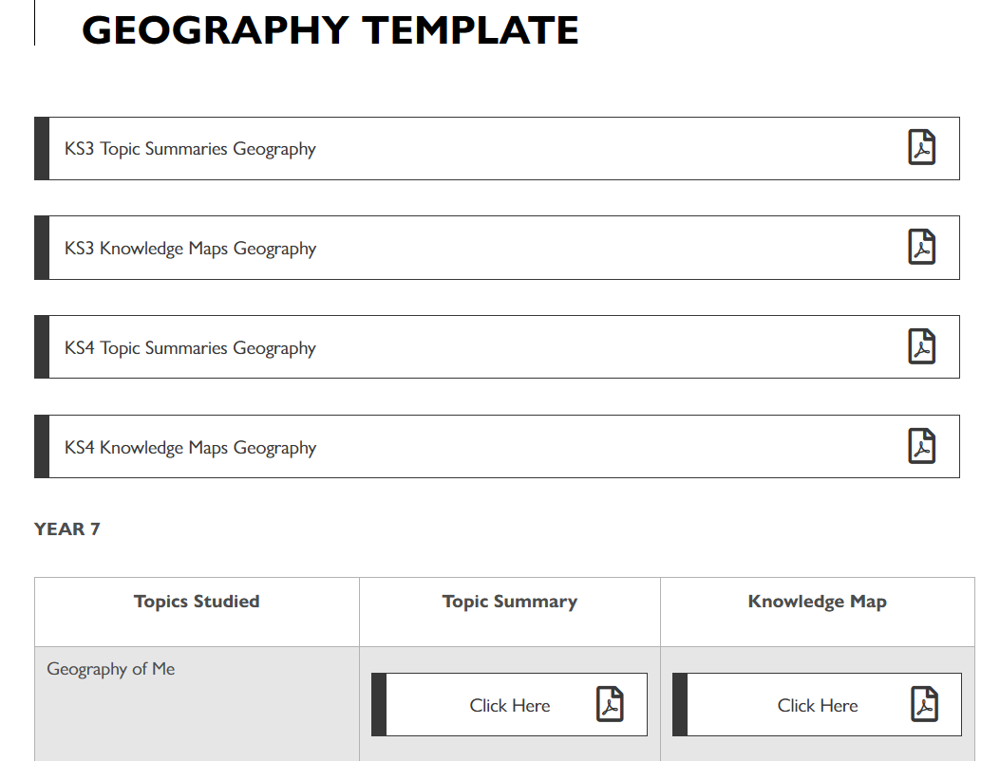 GEOGRAPHY TEMPLATE
KS3 Topic Summaries Geography
KS3 Knowledge Maps Geography
KS4 Topic Summaries Geography
KS4 Knowledge Maps Geography
YEAR 7
Topics Studied Topic Summary Knowledge Map
Geography of Me
Click Here Click Here